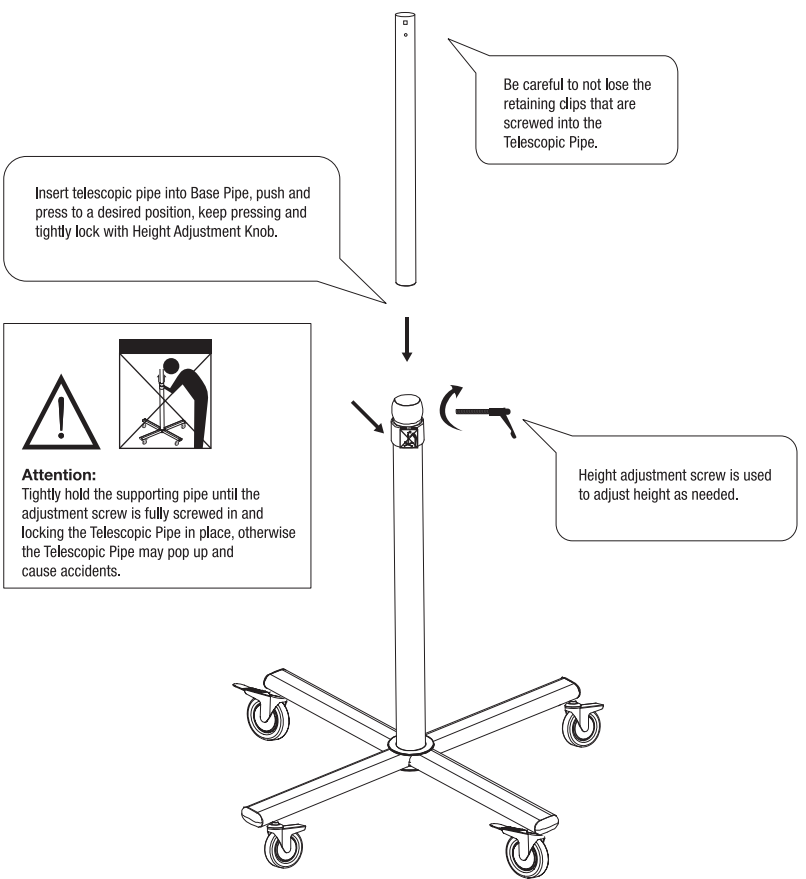 Be careful to not lose the
retaining clips that are
screwed into the
Telescopic Pipe.
Insert telescopic pipe into Base Pipe, push and
press to a desired position, keep pressing and
tightly lock with Height Adjustment Knob.
Attention:
Tightly hold the supporting pipe until the
adjustment screw is fully screwed in and
locking the Telescopic Pipe in place, otherwise
the Telescopic Pipe may pop up and
cause accidents.
Height adjustment screw is used
to adjust height as needed.